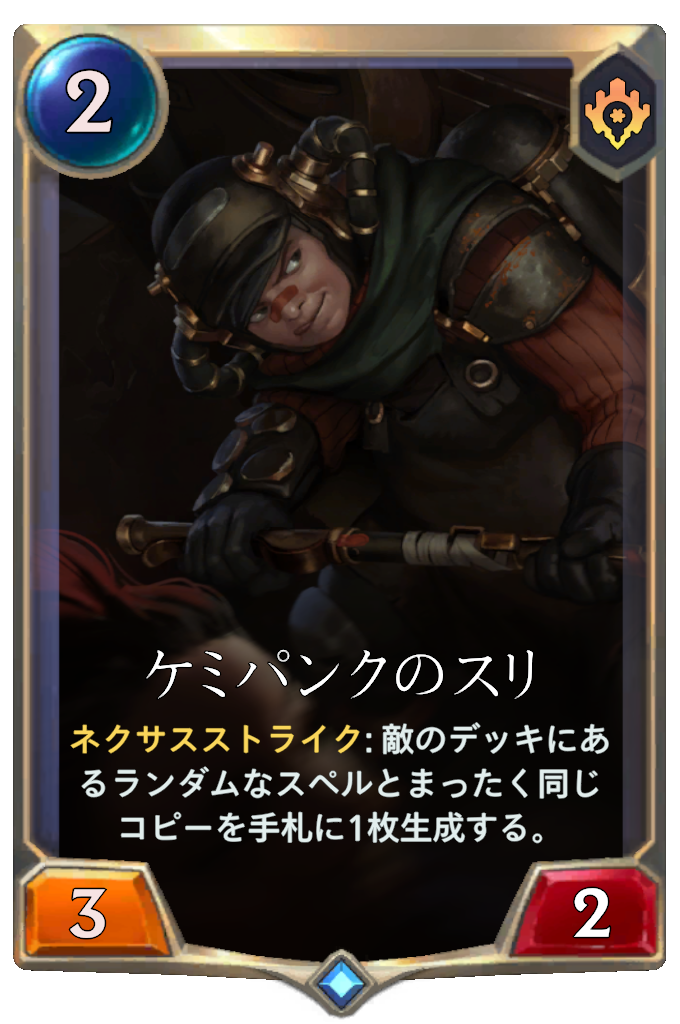 2
ケミパンクのスリ
ネクサスストライク: 敵のデッキにあ
るランダムなスペルとまったく同じ
コピーを手札に1枚生成する。
3
2